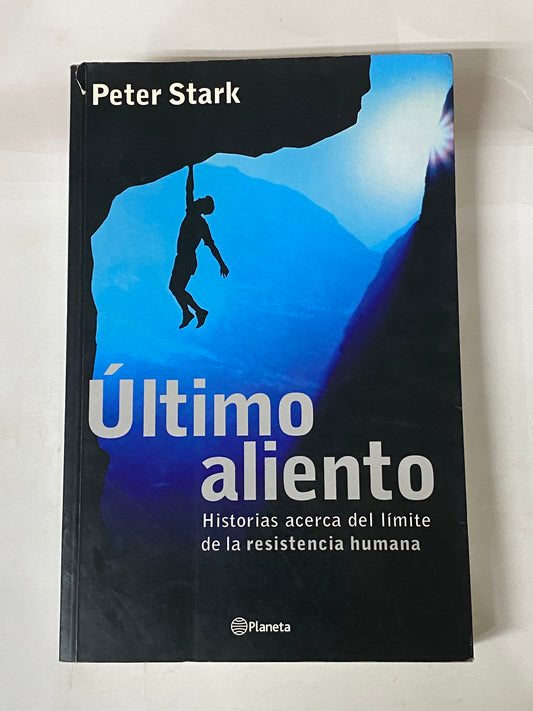 Peter Stark
Último
aliento
Historias acerca del límite
de la resistencia humana
Planeta